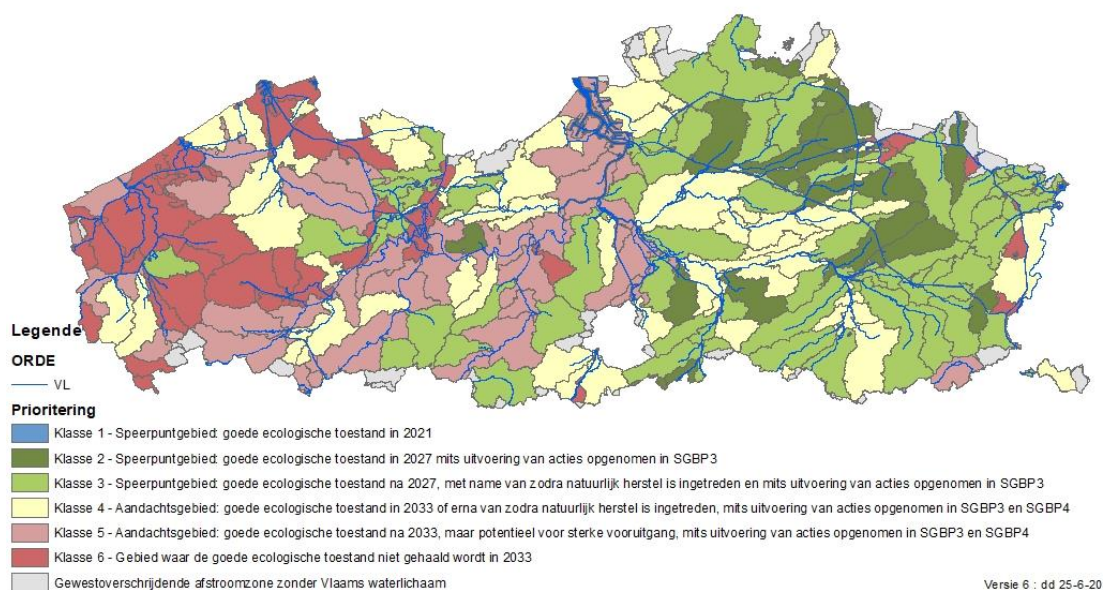 Legende
ORDE
VL
Prioritering
Klasse 1 - Speerpuntgebied: goede ecologische toestand in 2021
Klasse 2 - Speerpuntgebied: goede ecologische toestand in 2027 mits uitvoering van acties opgenomen in SGBP3
Klasse 3 - Speerpuntgebied: goede ecologische toestand na 2027, met name van zodra natuurlijk herstel is ingetreden en mits uitvoering van acties opgenomen in SGBP3
Klasse 4 - Aandachtsgebied: goede ecologische toestand in 2033 of erna van zodra natuurlijk herstel is ingetreden, mits uitvoering van acties opgenomen in SGBP3 en SGBP4
Klasse 5 - Aandachtsgebied: goede ecologische toestand na 2033, maar potentieel voor sterke vooruitgang, mits uitvoering van acties opgenomen in SGBP3 en SGBP4
Klasse 6 - Gebied waar de goede ecologische toestand niet gehaald wordt in 2033
Gewestoverschrijdende afstroomzone zonder Vlaams waterlichaam
Versie 6 : dd 25-6-20